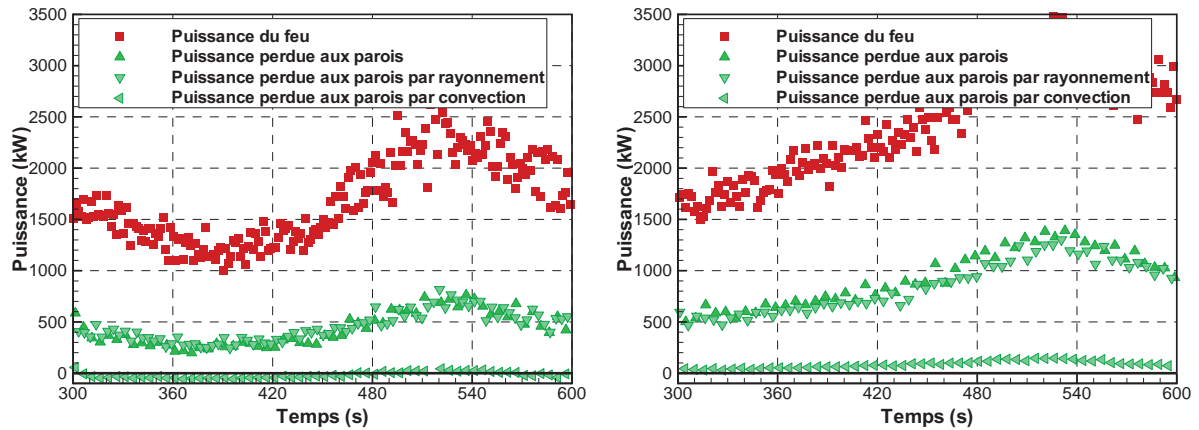 3500
Puissance du feu
Puissance perdue aux parois
Puissance perdue aux parois par rayonnement
Puissance perdue aux parois par convection
3000
2500
2000
1500
1000
500
0
Puissance (kW)
300 360 420 480 540 600
Temps (s)
3500
Puissance du feu
Puissance perdue aux parois
Puissance perdue aux parois par rayonnement
Puissance perdue aux parois par convection
3000
2500
2000
1500
1000
500
0
Puissance (kW)
300 360 420 480 540 600
Temps (s)